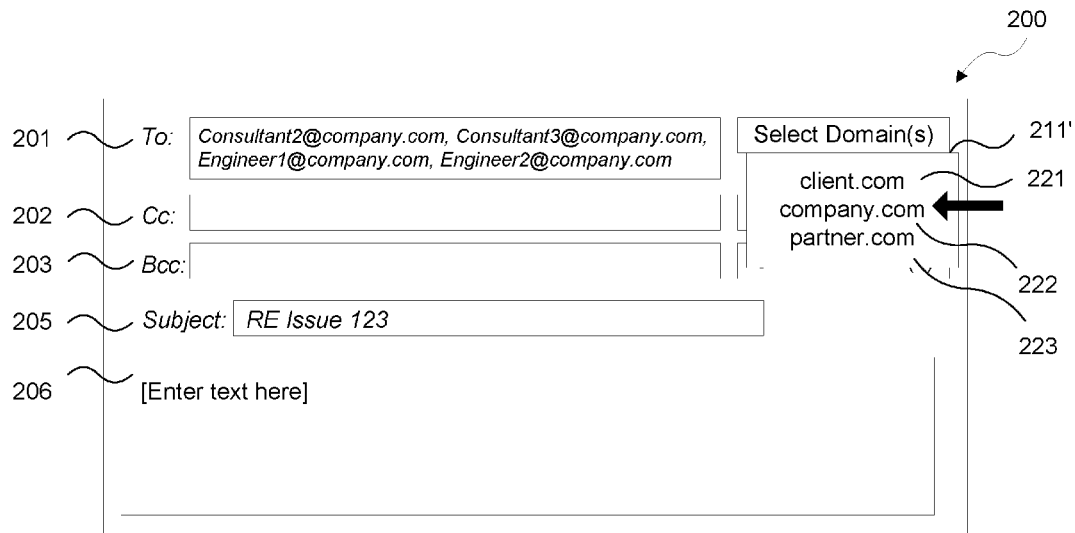 200
201 To: Consultant2@company.com, Consultant3@company.com, Select Domain(s) 211'
Engineer1@company.com, Engineer2@company.com
client.com 221
202 Cc: company.com
partner.com
203 Bcc: 222
205 Subject: RE Issue 123
223
206 [Enter text here]